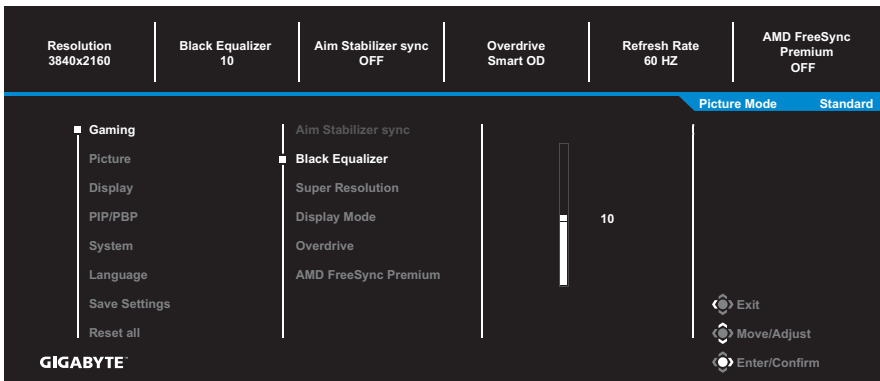 Resolution
3840x2160
Black Equalizer
10
Aim Stabilizer sync
OFF
Overdrive
Smart OD
Refresh Rate
60 HZ
AMD FreeSync
Premium
OFF
Picture Mode Standard
Gaming
Picture
Display
PIP/PBP
System
Language
Save Settings
Reset all
Aim Stabilizer sync
Black Equalizer
Super Resolution
Display Mode
Overdrive
AMD FreeSync Premium
10
Exit
Move/Adjust
Enter/Confirm
GIGABYTE